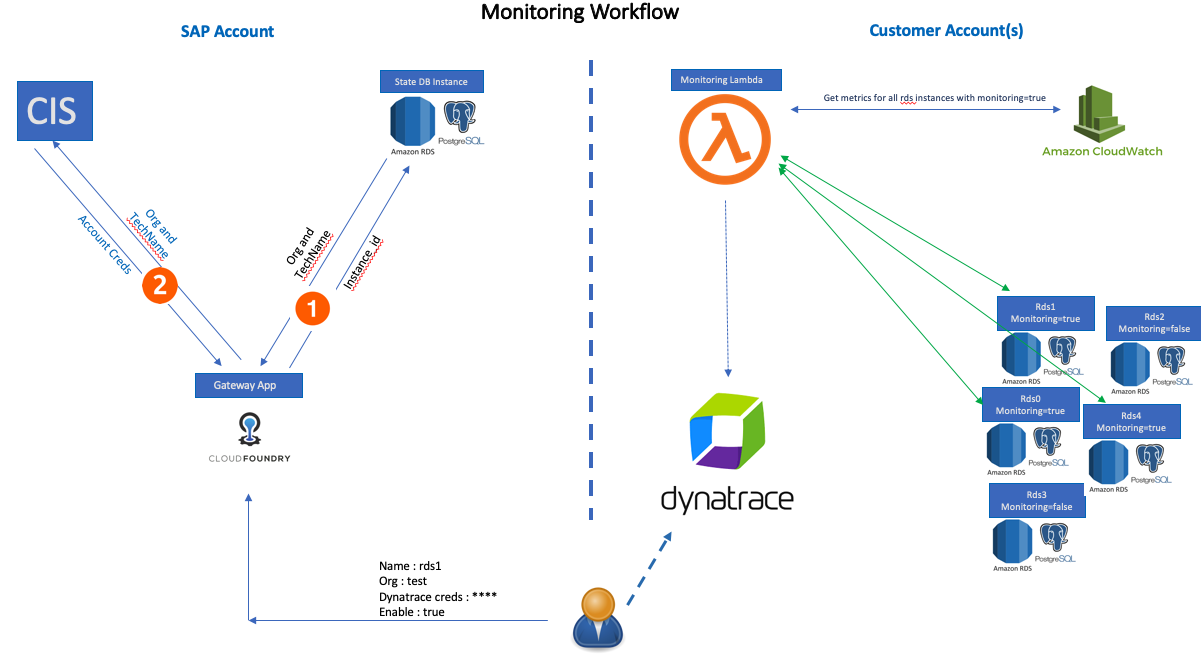 Monitoring Workflow
SAP Account
Customer Account(s)
CIS
State DB Instance
Amazon RDS
PostgreSQL
Monitoring Lambda
Get metrics for all rds instances with monitoring=true
Amazon CloudWatch
Org and
TechName
Account Creds
2
Org and
TechName
Instance_id
1
Gateway App
CLOUDFOUNDRY
Rds1
Monitoring=true
Amazon RDS
PostgreSQL
Rds2
Monitoring=false
Amazon RDS
PostgreSQL
Rds0
Monitoring=true
Amazon RDS
PostgreSQL
Rds4
Monitoring=true
Amazon RDS
PostgreSQL
Rds3
Monitoring=false
Amazon RDS
PostgreSQL
dynatrace
Name : rds1
Org : test
Dynatrace creds : ****
Enable : true